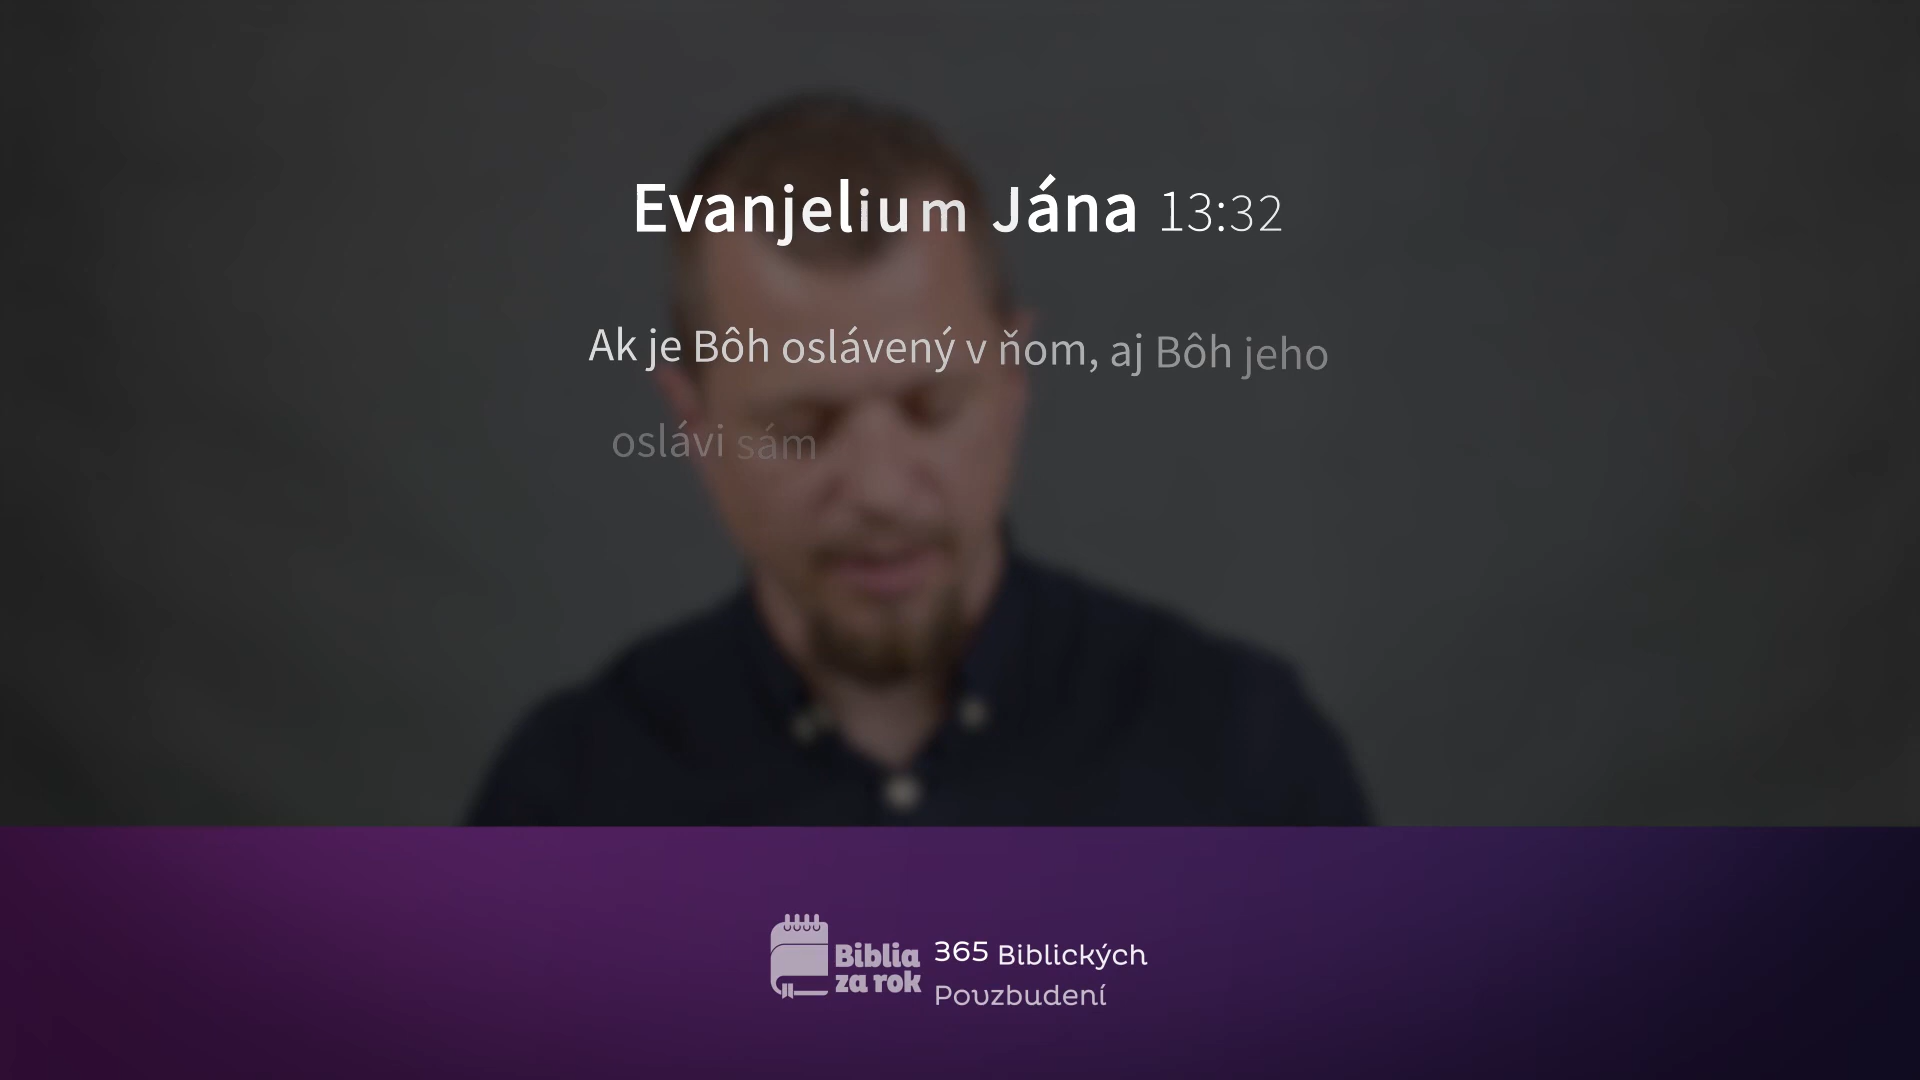 Evanjelium Jána 13:32
Ak je Bôh oslávený v ňom, aj Bôh jeho
oslávi sám
Biblia
za rok
365 Biblických
Povzbudení